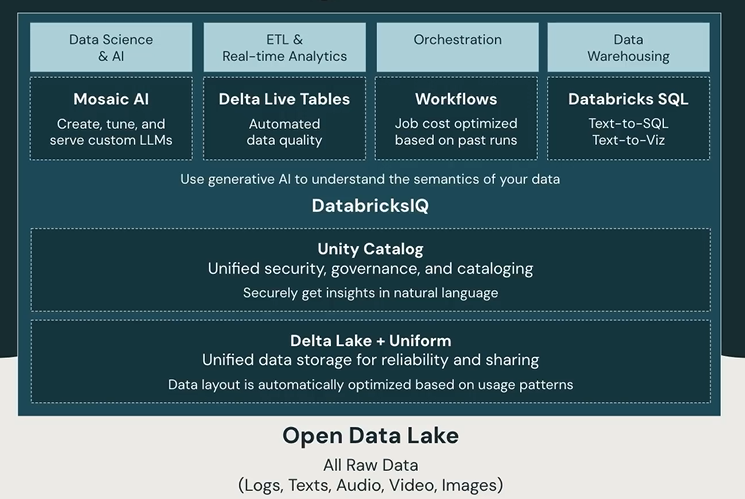 Data Science
& AI
ETL &
Real-time Analytics
Orchestration
Data
Warehousing
Mosaic AI
Create, tune, and
serve custom LLMs
Delta Live Tables
Automated
data quality
Workflows
Job cost optimized
based on past runs
Databricks SQL
Text-to-SQL
Text-to-Viz
Use generative AI to understand the semantics of your data
DatabricksIQ
Unity Catalog
Unified security, governance, and cataloging
Securely get insights in natural language
Delta Lake + Uniform
Unified data storage for reliability and sharing
Data layout is automatically optimized based on usage patterns
Open Data Lake
All Raw Data
(Logs, Texts, Audio, Video, Images)